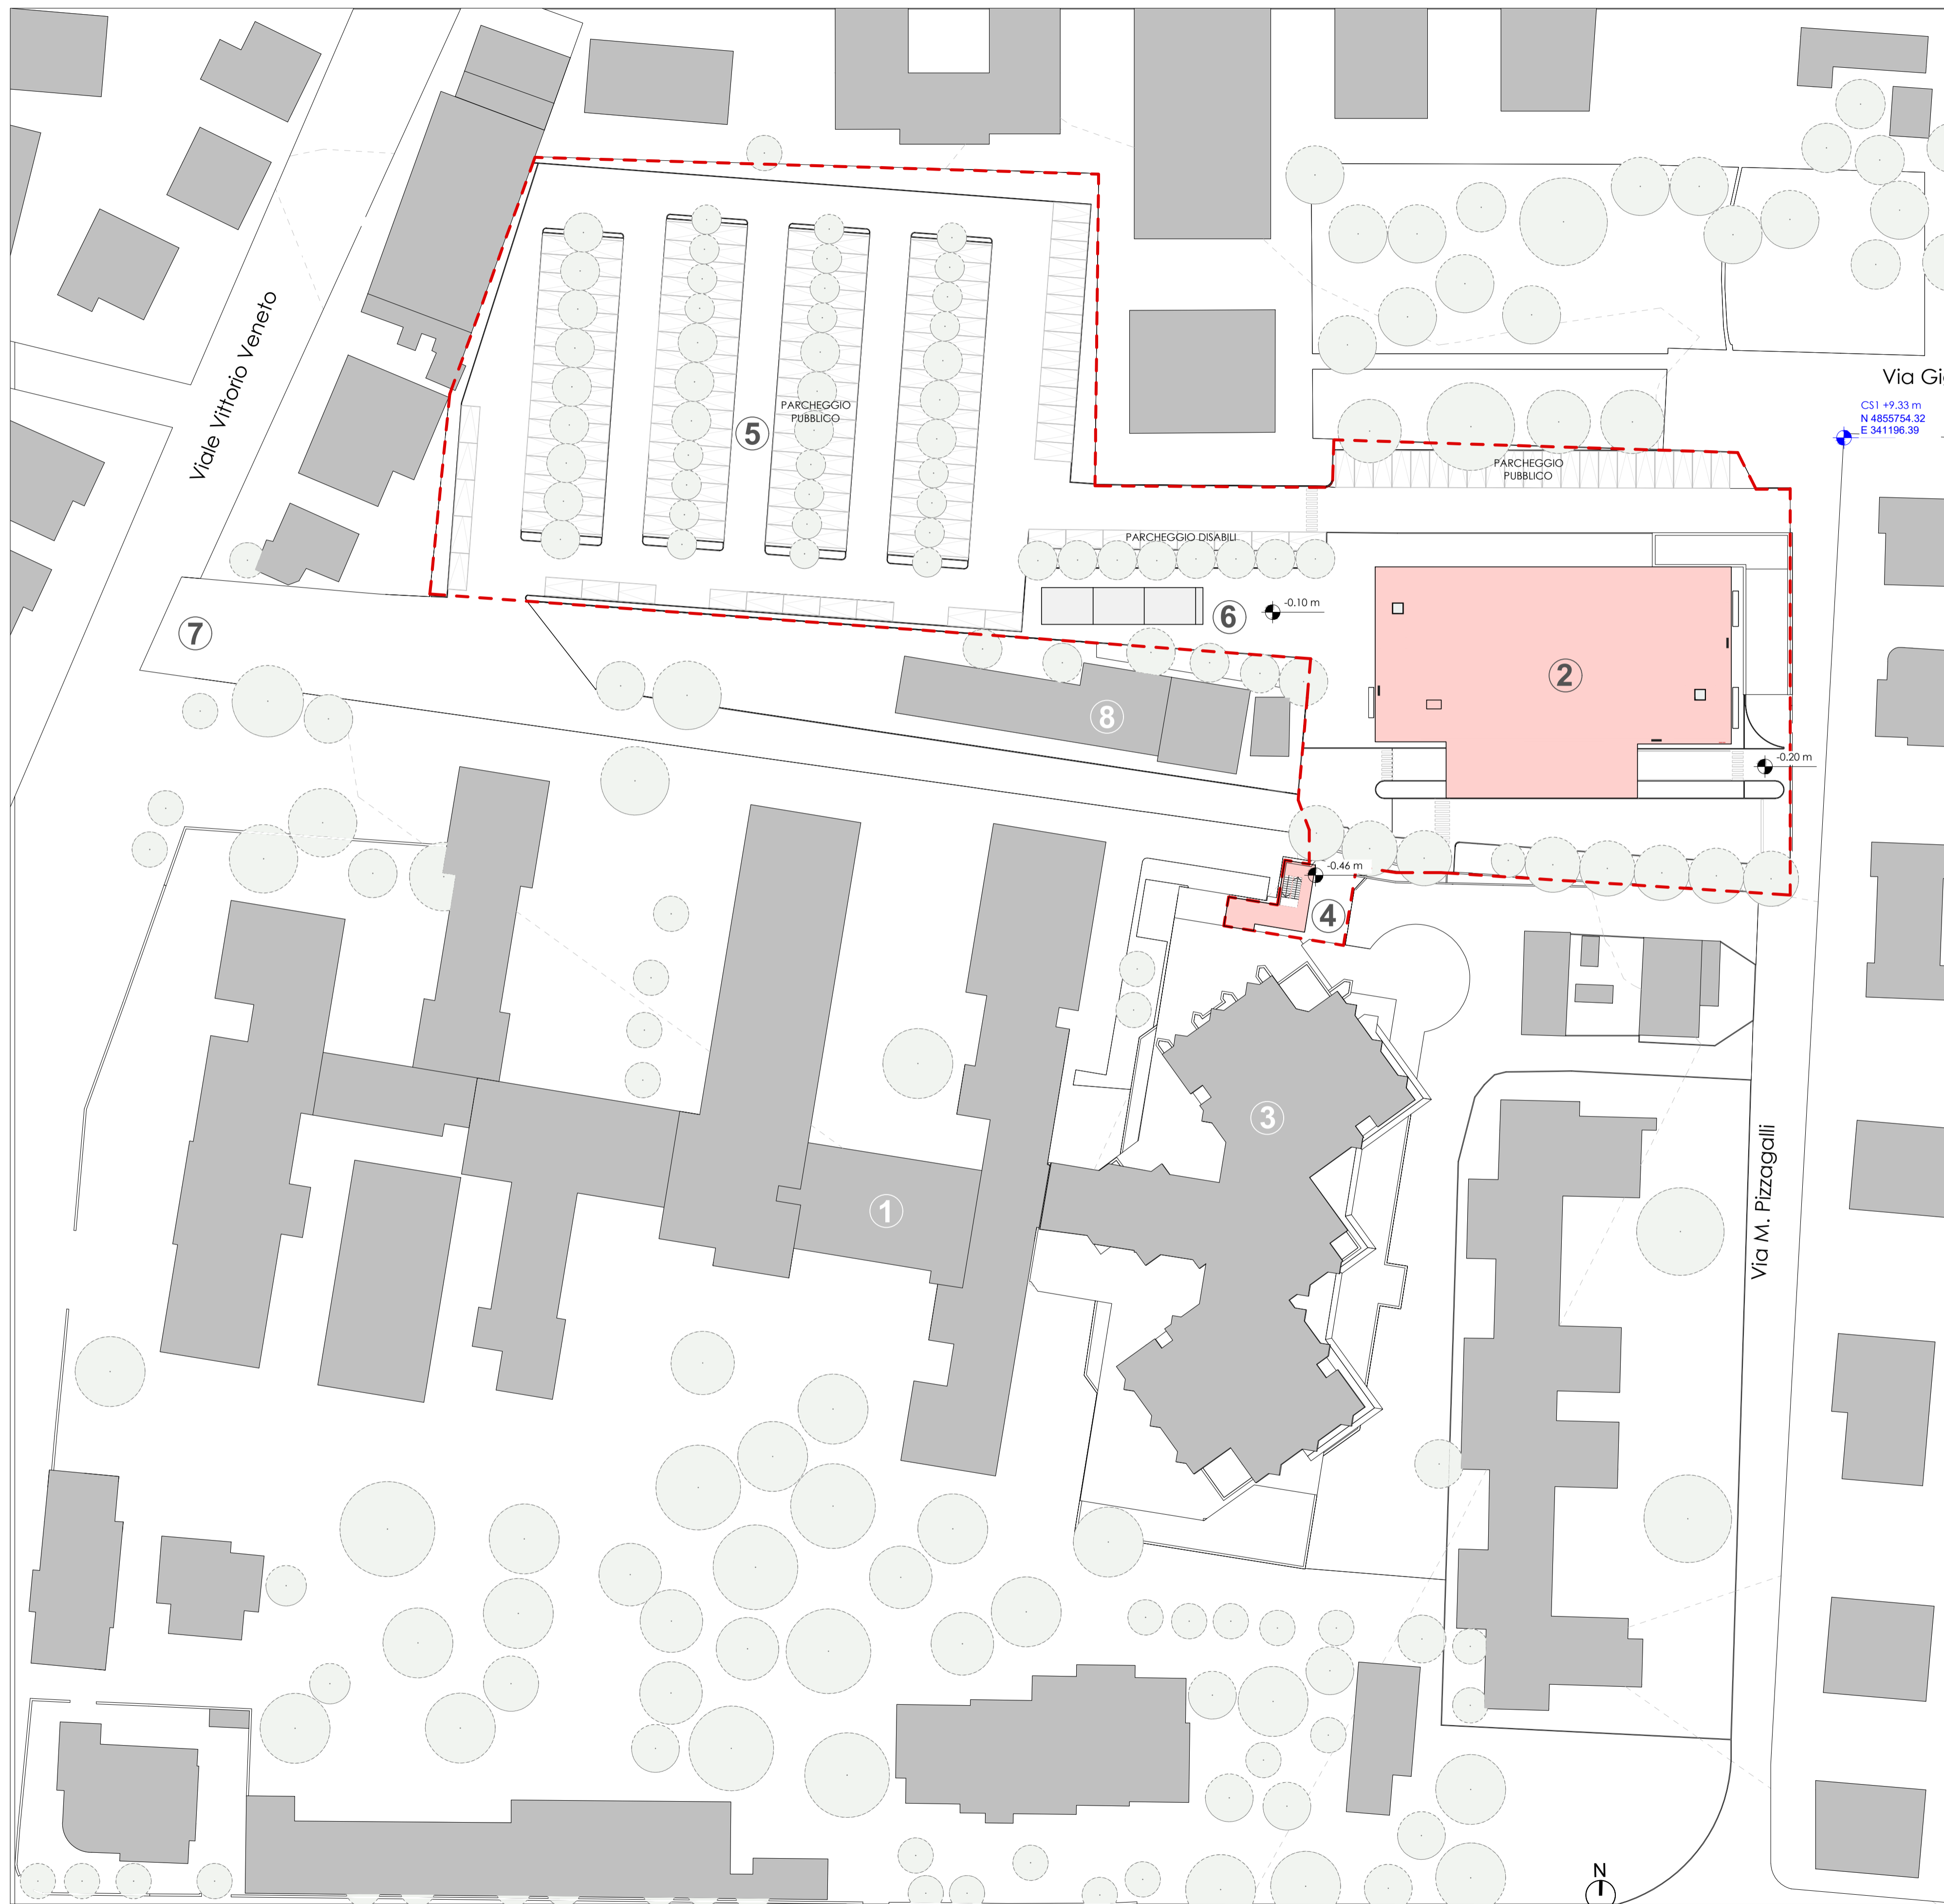 Viale Vittorio Veneto
PARCHEGGIO
PUBBLICO
5
Via Gi
CS1 +9.33 m
N 4855754.32
E 341196.39
PARCHEGGIO
PUBBLICO
PARCHEGGIO DISABILI
-0.10 m
6
7
2
8
-0.20 m
-0.46 m
4
3
1
Via M. Pizzagalli
N